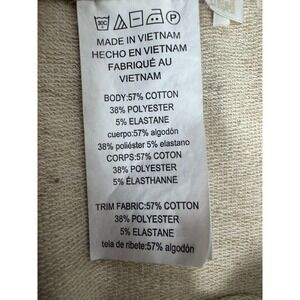 30C P
MADE IN VIETNAM
HECHO EN VIETNAM
FABRIQUÉ AU
VIETNAM
BODY:57% COTTON
38% POLYESTER
5% ELASTANE
cuerpo:57% algodón
38% poliéster 5% elastano
CORPS:57% COTON
38% POLYESTER
5% ÉLASTHANNE
TRIM FABRIC:57% COTTON
38% POLYESTER
5% ELASTANE
tela de ribete:57% algodón